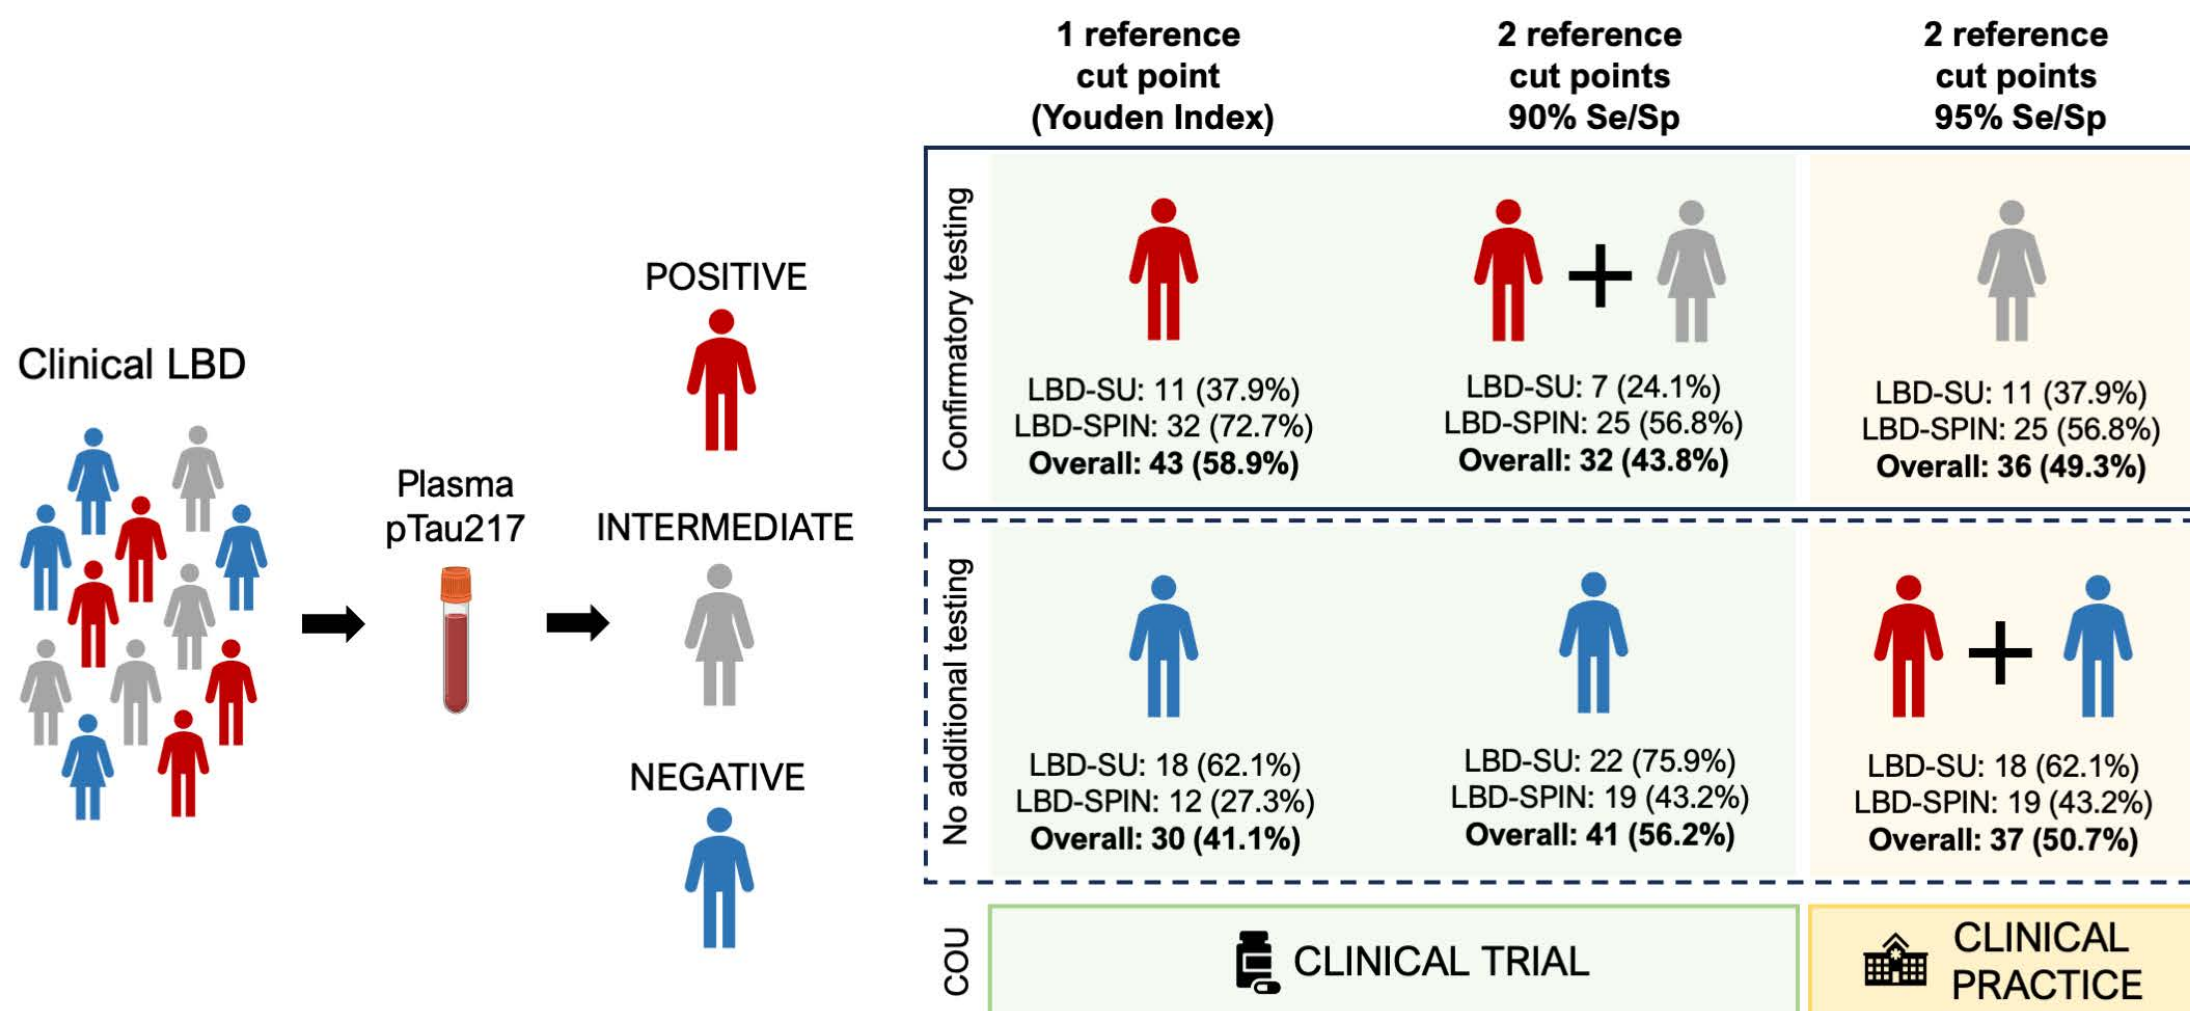 1 reference
cut point
(Youden Index)
2 reference
cut points
90% Se/Sp
2 reference
cut points
95% Se/Sp
Clinical LBD
Plasma
pTau217
POSITIVE
INTERMEDIATE
NEGATIVE
Confirmatory testing
LBD-SU: 11 (37.9%)
LBD-SPIN: 32 (72.7%)
Overall: 43 (58.9%)
+
LBD-SU: 7 (24.1%)
LBD-SPIN: 25 (56.8%)
Overall: 32 (43.8%)
LBD-SU: 11 (37.9%)
LBD-SPIN: 25 (56.8%)
Overall: 36 (49.3%)
No additional testing
LBD-SU: 18 (62.1%)
LBD-SPIN: 12 (27.3%)
Overall: 30 (41.1%)
LBD-SU: 22 (75.9%)
LBD-SPIN: 19 (43.2%)
Overall: 41 (56.2%)
+
LBD-SU: 18 (62.1%)
LBD-SPIN: 19 (43.2%)
Overall: 37 (50.7%)
COU
CLINICAL TRIAL
CLINICAL
PRACTICE